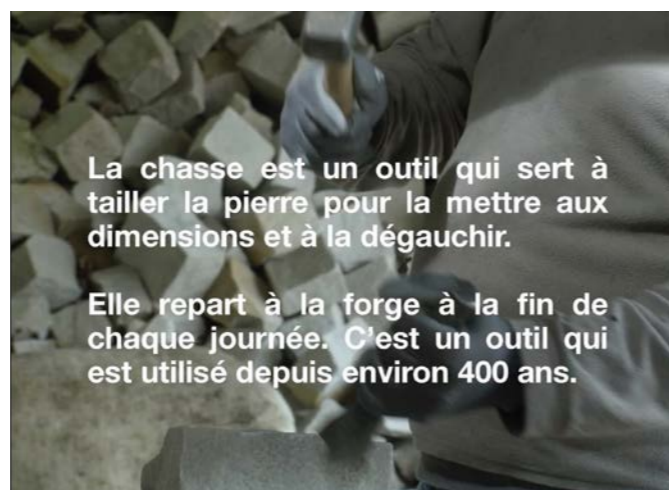 La chasse est un outil qui sert à
tailler la pierre pour la mettre aux
dimensions et à la dégauchir.
Elle repart à la forge à la fin de
chaque journée. C'est un outil qui
est utilisé depuis environ 400 ans.